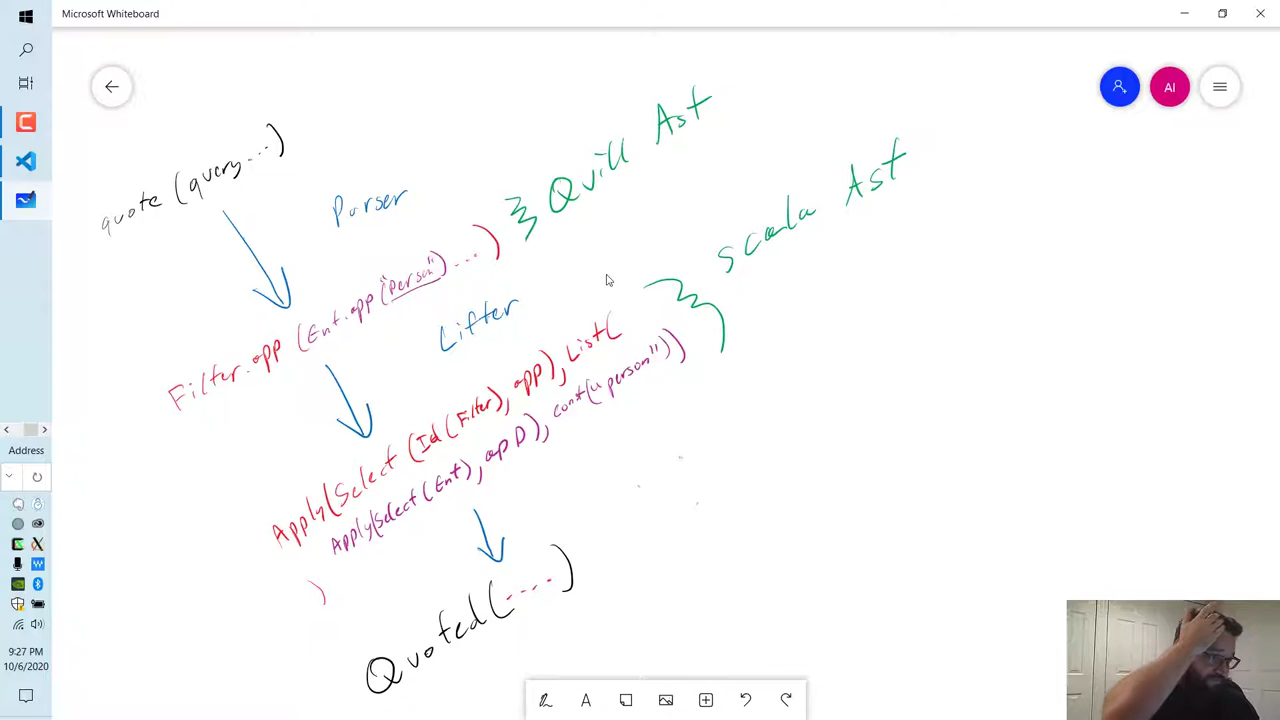 Microsoft Whiteboard
AI
quote (query...)
Parser
Quill Ast
Scala Ast
Filter.app (Ent.app("Person")...)
Lifter
Apply(Select (Id(Filter), app), List(
Apply(Select(Ent), app)), const("person"))
)
Quoted(....)
Address
9:27 PM
10/6/2020